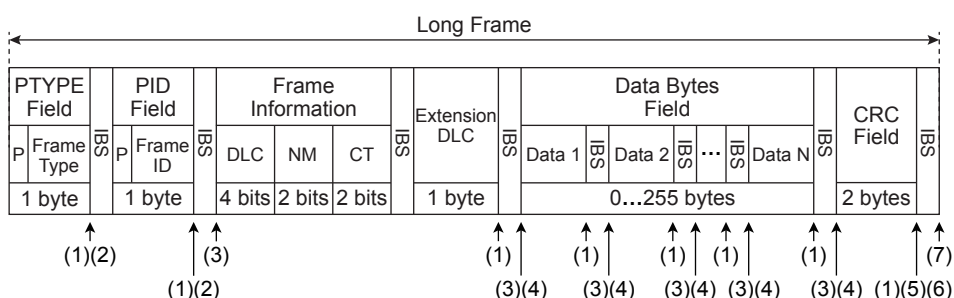 Long Frame
PTYPE Field
PID Field
Frame Information
Extension DLC
Data Bytes Field
CRC Field
P
Frame Type
IBS
P
Frame ID
IBS
DLC
NM
CT
IBS
IBS
Data 1
IBS
Data 2
IBS
...
IBS
Data N
IBS
IBS
1 byte
1 byte
4 bits
2 bits
2 bits
1 byte
0...255 bytes
2 bytes
(1)(2)
(3)
(1)
(1)
(1)
(1)
(1)
(7)
(1)(2)
(3)(4)
(3)(4)
(3)(4)
(3)(4)
(3)(4)
(1)(5)(6)